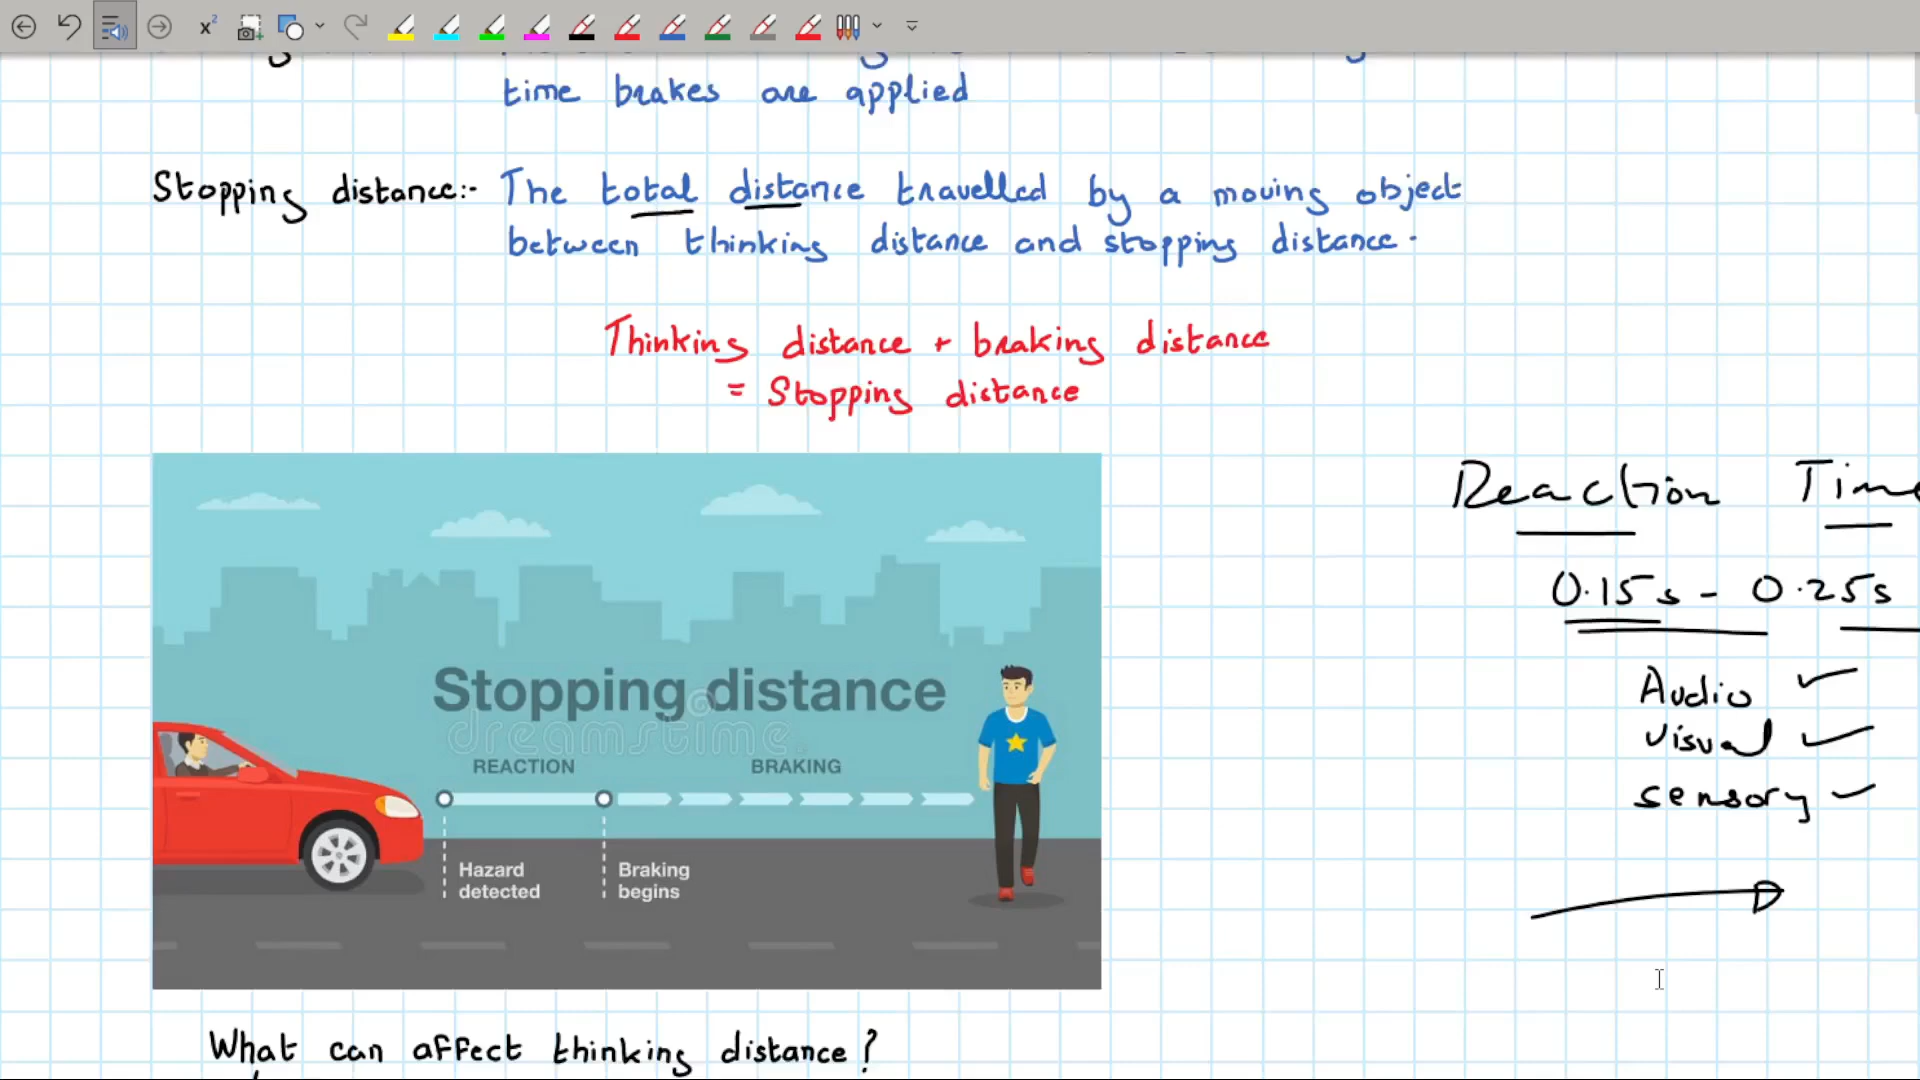 x²
time brakes are applied
Stopping distance:- The total distance travelled by a moving object
between thinking distance and stopping distance.
Thinking distance + braking distance
= Stopping distance
Reaction Time
0.15s - 0.25s
Audio ✓
Visual ✓
sensory ✓
Stopping distance
dreamstime
REACTION BRAKING
Hazard Braking
detected begins
What can affect thinking distance?